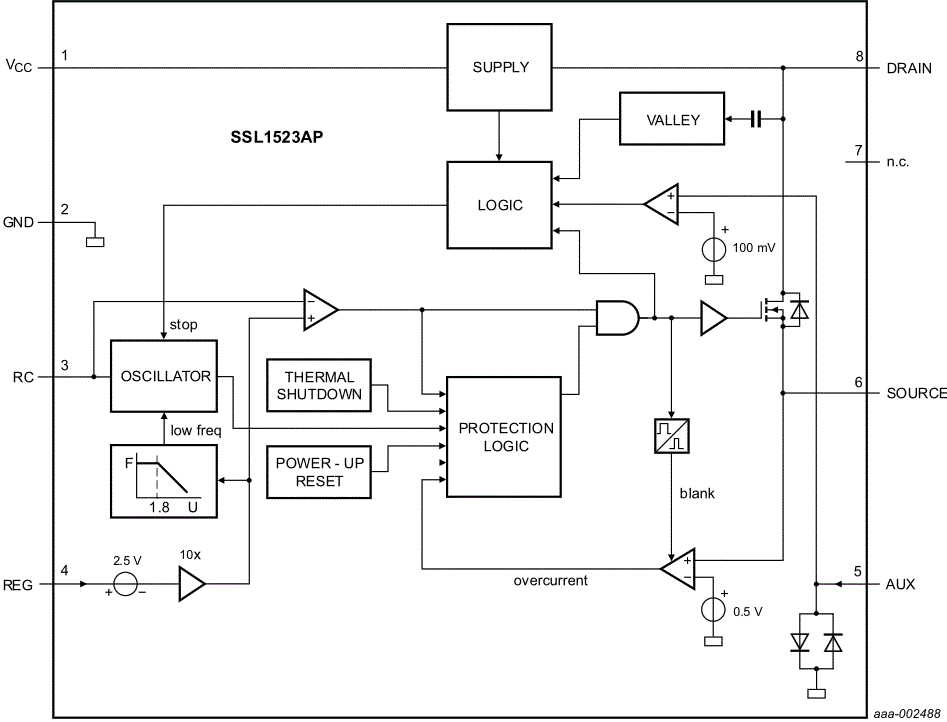 1
8
VCC
SUPPLY
DRAIN
VALLEY
SSL1523AP
7
n.c.
2
LOGIC
+
−
GND
+
100 mV
−
+
stop
3
RC
OSCILLATOR
THERMAL
SHUTDOWN
6
SOURCE
low freq
PROTECTION
LOGIC
F
POWER - UP
RESET
1.8 U
blank
10x
2.5 V
4
REG
+ −
+
−
overcurrent
5
AUX
+
0.5 V
aaa-002488